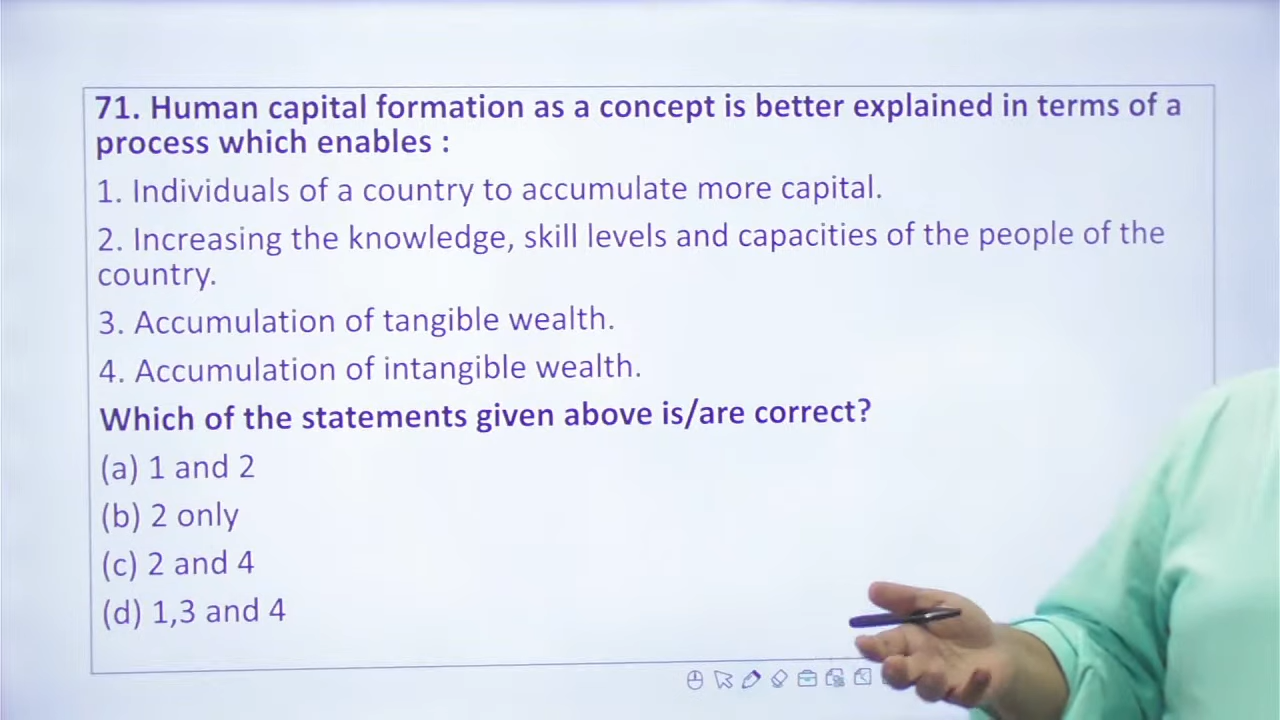 71. Human capital formation as a concept is better explained in terms of a
process which enables :
1. Individuals of a country to accumulate more capital.
2. Increasing the knowledge, skill levels and capacities of the people of the
country.
3. Accumulation of tangible wealth.
4. Accumulation of intangible wealth.
Which of the statements given above is/are correct?
(a) 1 and 2
(b) 2 only
(c) 2 and 4
(d) 1,3 and 4